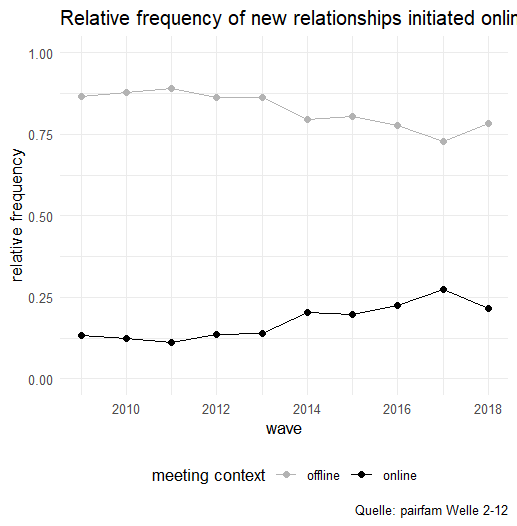 Relative frequency of new relationships initiated onlin
1.00
0.75
0.50
0.25
0.00
relative frequency
2010 2012 2014 2016 2018
wave
meeting context offline online
Quelle: pairfam Welle 2-12